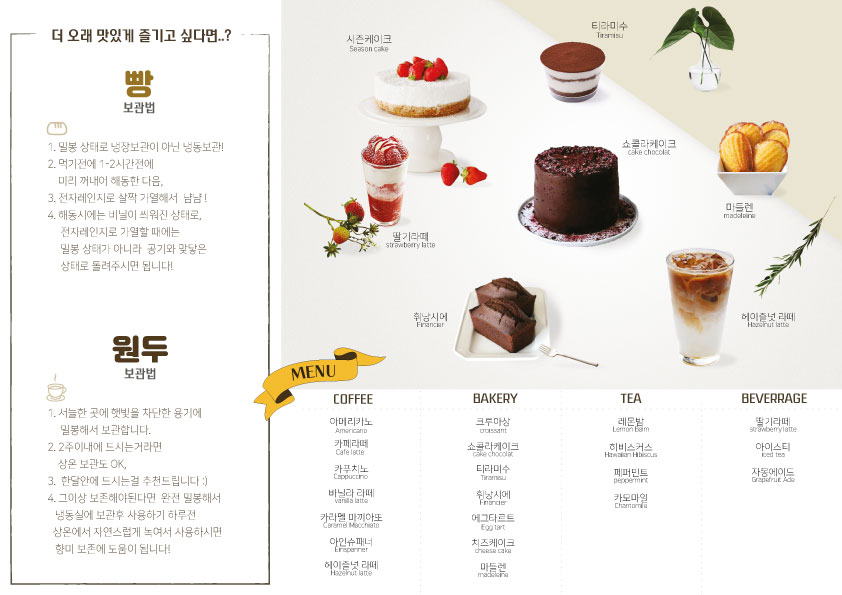 더 오래 맛있게 즐기고 싶다면..?
빵
보관법
1. 밀봉 상태로 냉장보관이 아닌 냉동보관!
2. 먹기전에 1-2시간전에
미리 꺼내어 해동한 다음,
3. 전자레인지로 살짝 가열해서 냠냠!
4. 해동시에는 비닐이 씌워진 상태로,
전자레인지로 가열할 때에는
밀봉 상태가 아니라 공기와 맞닿은
상태로 돌려주시면 됩니다!
원두
보관법
1. 서늘한 곳에 햇빛을 차단한 용기에
밀봉해서 보관합니다.
2. 2주이내에 드시는거라면
상온 보관도 OK,
3. 한달안에 드시는걸 추천드립니다 :)
4. 그이상 보존해야된다면 완전 밀봉해서
냉동실에 보관후 사용하기 하루전
상온에서 자연스럽게 녹여서 사용하시면
향미 보존에 도움이 됩니다!
시즌케이크
Season cake
티라미수
Tiramisu
쇼콜라케이크
cake chocolat
마들렌
madeleine
딸기라떼
strawberry latte
휘낭시에
Financier
헤이즐넛 라떼
Hazelnut latte
MENU
COFFEE
아메리카노
Americano
카페라떼
Cafe latte
카푸치노
Cappuccino
바닐라 라떼
vanilla latte
카라멜 마끼아또
Caramel Macchiato
아인슈패너
Einspanner
헤이즐넛 라떼
Hazelnut latte
BAKERY
크루아상
croissant
쇼콜라케이크
cake chocolat
티라미수
Tiramisu
휘낭시에
Financier
에그타르트
Egg tart
치즈케이크
cheese cake
마들렌
madeleine
TEA
레몬밤
Lemon Balm
히비스커스
Hawaiian Hibiscus
페퍼민트
peppermint
카모마일
Chamomile
BEVERRAGE
딸기라떼
strawberry latte
아이스티
iced tea
자몽에이드
Grapefruit Ade